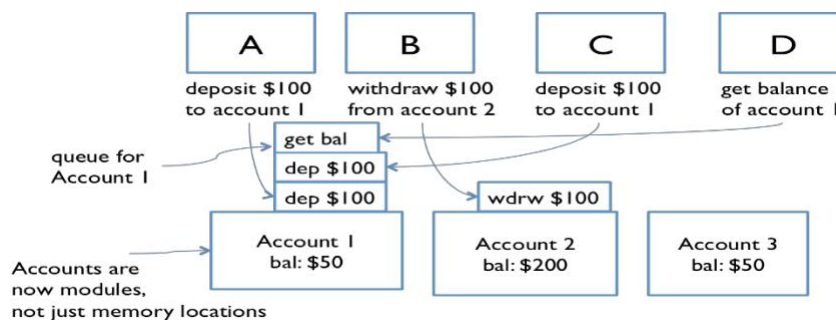 A
B
C
D
deposit $100
to account 1
withdraw $100
from account 2
deposit $100
to account 1
get balance
of account 1
queue for
Account 1
get bal
dep $100
dep $100
wdrw $100
Account 1
bal: $50
Account 2
bal: $200
Account 3
bal: $50
Accounts are
now modules,
not just memory locations